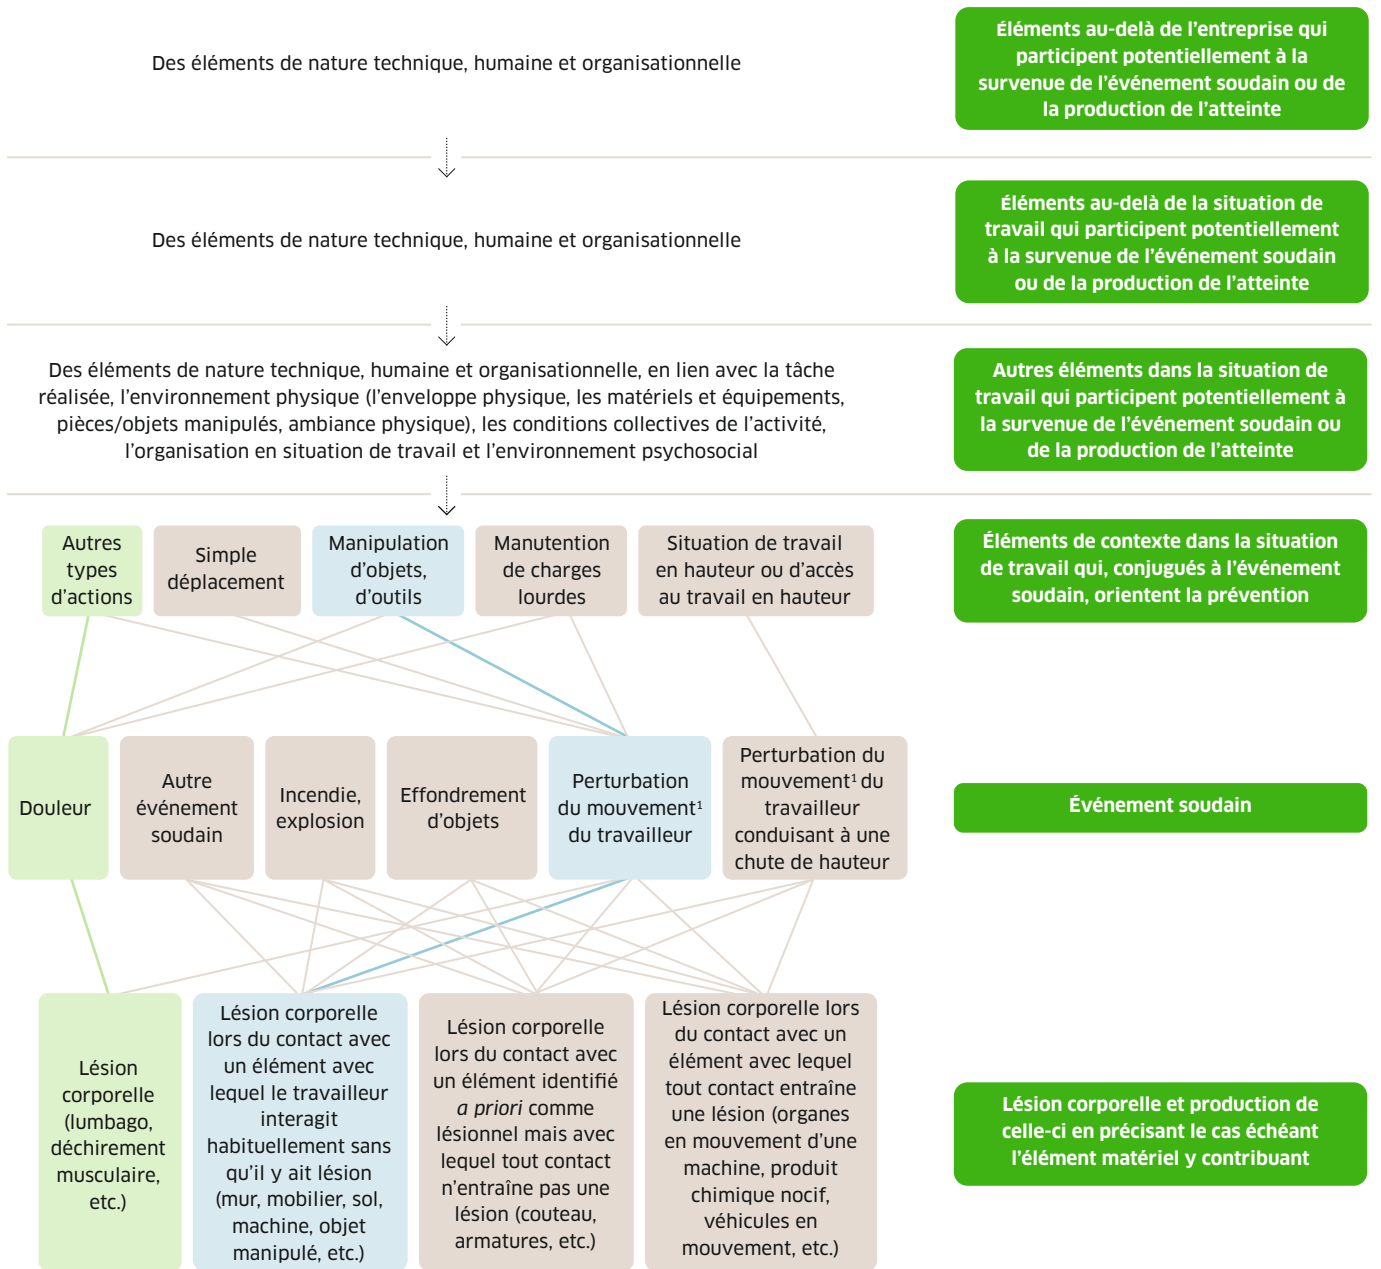 Des éléments de nature technique, humaine et organisationnelle
Éléments au-delà de l'entreprise qui
participent potentiellement à la
survenue de l'événement soudain ou de
la production de l'atteinte
Des éléments de nature technique, humaine et organisationnelle
Éléments au-delà de la situation de
travail qui participent potentiellement
à la survenue de l'événement soudain
ou de la production de l'atteinte
Des éléments de nature technique, humaine et organisationnelle, en lien avec la tâche
réalisée, l'environnement physique (l'enveloppe physique, les matériels et équipements,
pièces/objets manipulés, ambiance physique), les conditions collectives de l'activité,
l'organisation en situation de travail et l'environnement psychosocial
Autres éléments dans la situation de
travail qui participent potentiellement à
la survenue de l'événement soudain ou
de la production de l'atteinte
Autres
types
d'actions
Simple
déplacement
Manipulation
d'objets,
d'outils
Manutention
de charges
lourdes
Situation de travail
en hauteur ou d'accès
au travail en hauteur
Éléments de contexte dans la situation
de travail qui, conjugués à l'événement
soudain, orientent la prévention
Douleur
Autre
événement
soudain
Incendie,
explosion
Effondrement
d'objets
Perturbation
du mouvement¹
du travailleur
Perturbation du
mouvement¹ du
travailleur
conduisant à une
chute de hauteur
Événement soudain
Lésion
corporelle
(lumbago,
déchirement
musculaire,
etc.)
Lésion corporelle
lors du contact avec
un élément avec
lequel le travailleur
interagit
habituellement sans
qu'il y ait lésion
(mur, mobilier, sol,
machine, objet
manipulé, etc.)
Lésion corporelle
lors du contact avec
un élément identifié
a priori comme
lésionnel mais avec
lequel tout contact
n'entraîne pas une
lésion (couteau,
armatures, etc.)
Lésion corporelle lors
du contact avec un
élément avec lequel
tout contact entraîne
une lésion (organes
en mouvement d'une
machine, produit
chimique nocif,
véhicules en
mouvement, etc.)
Lésion corporelle et production de
celle-ci en précisant le cas échéant
l'élément matériel y contribuant